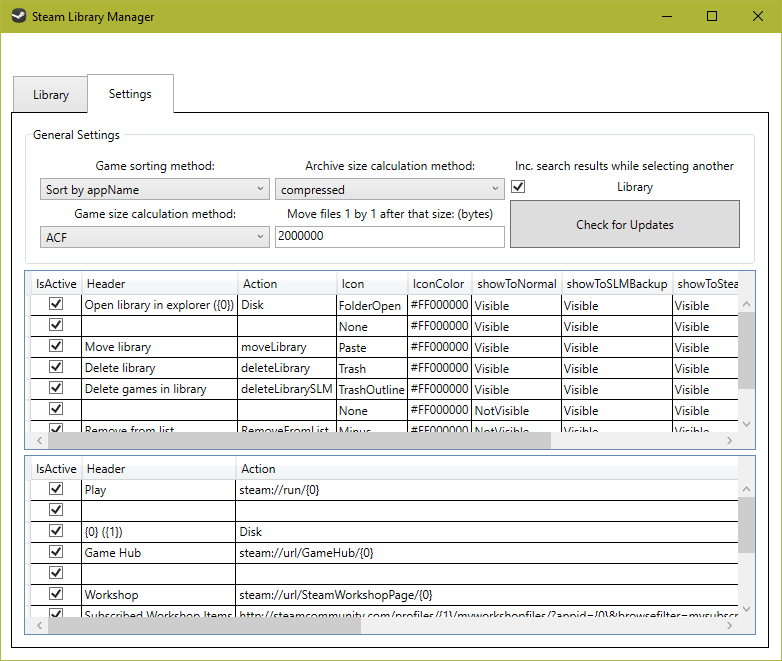 Steam Library Manager
Library Settings
General Settings
Game sorting method: Archive size calculation method: Inc. search results while selecting another
Sort by appName compressed Library
Game size calculation method: Move files 1 by 1 after that size: (bytes)
ACF 2000000 Check for Updates
IsActive Header Action Icon IconColor showToNormal showToSLMBackup showToStea
Open library in explorer ({0}) Disk FolderOpen #FF000000 Visible Visible Visible
None #FF000000 Visible Visible Visible
Move library moveLibrary Paste #FF000000 Visible Visible Visible
Delete library deleteLibrary Trash #FF000000 Visible Visible Visible
Delete games in library deleteLibrarySLM TrashOutline #FF000000 Visible Visible Visible
None #FF000000 NotVisible Visible Visible
Remove from list RemoveFromList Minus #FF000000 NotVisible Visible Visible
IsActive Header Action
Play steam://run/{0}
{0} ({1}) Disk
Game Hub steam://url/GameHub/{0}
Workshop steam://url/SteamWorkshopPage/{0}
Subscribed Workshop Items http://steamcommunity.com/profiles/{1}/myworkshopfiles/?appid={0}&browsefilter=mysubscr